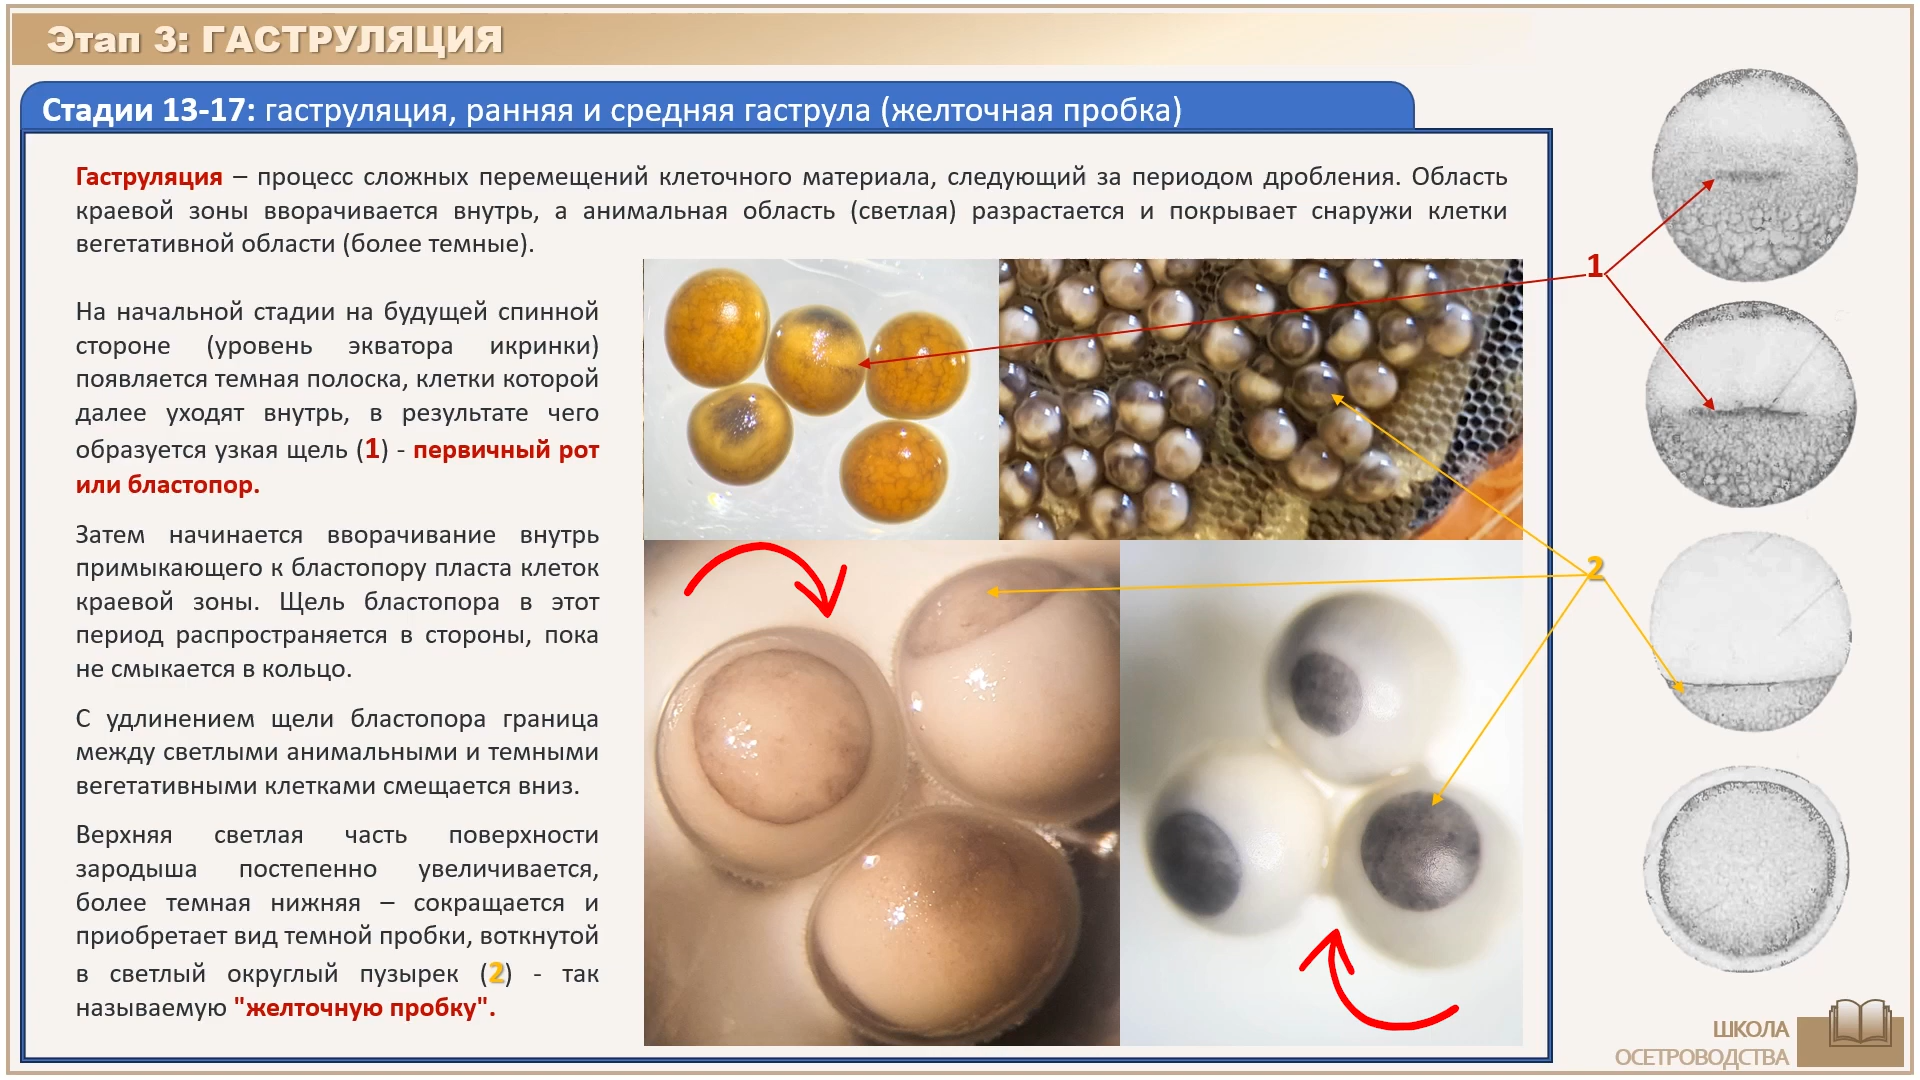 Этап 3: ГАСТРУЛЯЦИЯ
Стадии 13-17: гаструляция, ранняя и средняя гаструла (желточная пробка)
Гаструляция – процесс сложных перемещений клеточного материала, следующий за периодом дробления. Область
краевой зоны вворачивается внутрь, а анимальная область (светлая) разрастается и покрывает снаружи клетки
вегетативной области (более темные).
На начальной стадии на будущей спинной
стороне (уровень экватора икринки)
появляется темная полоска, клетки которой
далее уходят внутрь, в результате чего
образуется узкая щель (1) - первичный рот
или бластопор.
Затем начинается вворачивание внутрь
примыкающего к бластопору пласта клеток
краевой зоны. Щель бластопора в этот
период распространяется в стороны, пока
не смыкается в кольцо.
С удлинением щели бластопора граница
между светлыми анимальными и темными
вегетативными клетками смещается вниз.
Верхняя светлая часть поверхности
зародыша постепенно увеличивается,
более темная нижняя – сокращается и
приобретает вид темной пробки, воткнутой
в светлый округлый пузырек (2) - так
называемую "желточную пробку".
1
2
ШКОЛА
ОСЕТРОВОДСТВА